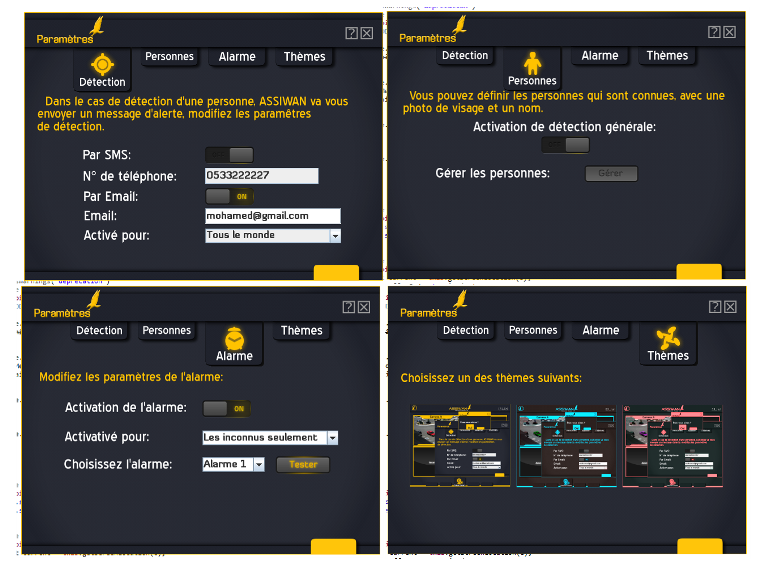 Paramètres
Détection
Personnes
Alarme
Thèmes
Dans le cas de détection d'une personne, ASSIWAN va vous
envoyer un message d'alerte, modifiez les paramètres
de détection.
Par SMS:
N° de téléphone: 0533222227
Par Email: ON
Email: mohamed@gmail.com
Activé pour: Tous le monde
Paramètres
Détection
Personnes
Alarme
Thèmes
Vous pouvez définir les personnes qui sont connues, avec une
photo de visage et un nom.
Activation de détection générale:
Gérer les personnes: Gérer
Paramètres
Détection
Personnes
Alarme
Thèmes
Modifiez les paramètres de l'alarme:
Activation de l'alarme: ON
Activativé pour: Les inconnus seulement
Choisissez l'alarme: Alarme 1 Tester
Paramètres
Détection
Personnes
Alarme
Thèmes
Choisissez un des thèmes suivants: